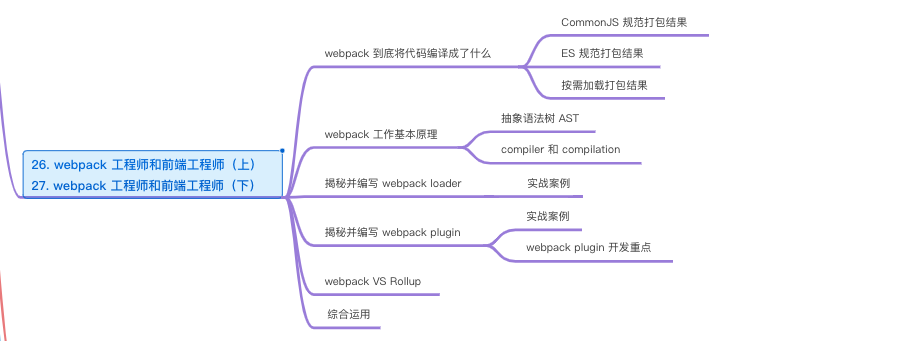 26. webpack 工程师和前端工程师（上）
27. webpack 工程师和前端工程师（下）
webpack 到底将代码编译成了什么
CommonJS 规范打包结果
ES 规范打包结果
按需加载打包结果
webpack 工作基本原理
抽象语法树 AST
compiler 和 compilation
揭秘并编写 webpack loader
实战案例
揭秘并编写 webpack plugin
实战案例
webpack plugin 开发重点
webpack VS Rollup
综合运用